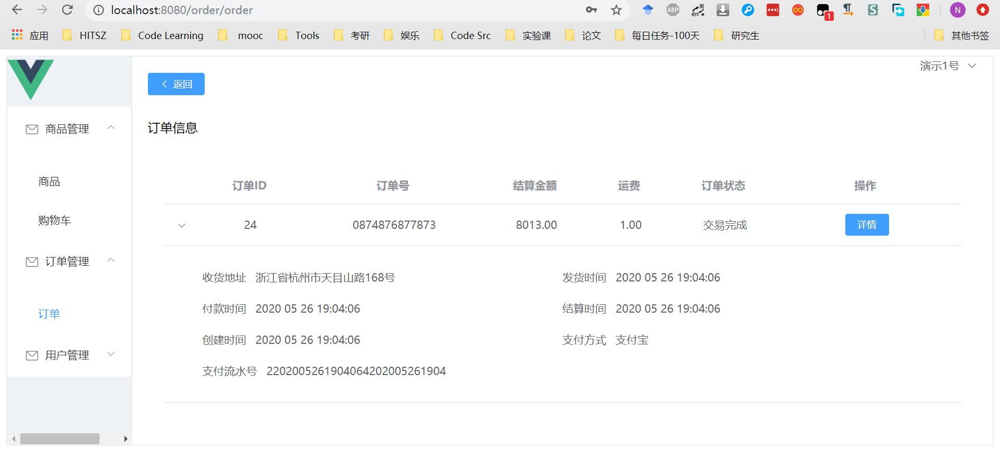 localhost:8080/order/order
ABP 英 en 1 N
应用 HITSZ Code Learning mooc Tools 考研 娱乐 Code Src 实验课 论文 每日任务-100天 研究生 其他书签
演示1号
返回
商品管理
订单信息
商品
订单ID 订单号 结算金额 运费 订单状态 操作
购物车
24 0874876877873 8013.00 1.00 交易完成 详情
订单管理
收货地址 浙江省杭州市天目山路168号 发货时间 2020 05 26 19:04:06
付款时间 2020 05 26 19:04:06 结算时间 2020 05 26 19:04:06
订单
创建时间 2020 05 26 19:04:06 支付方式 支付宝
用户管理
支付流水号 22020052619040642020052​61904